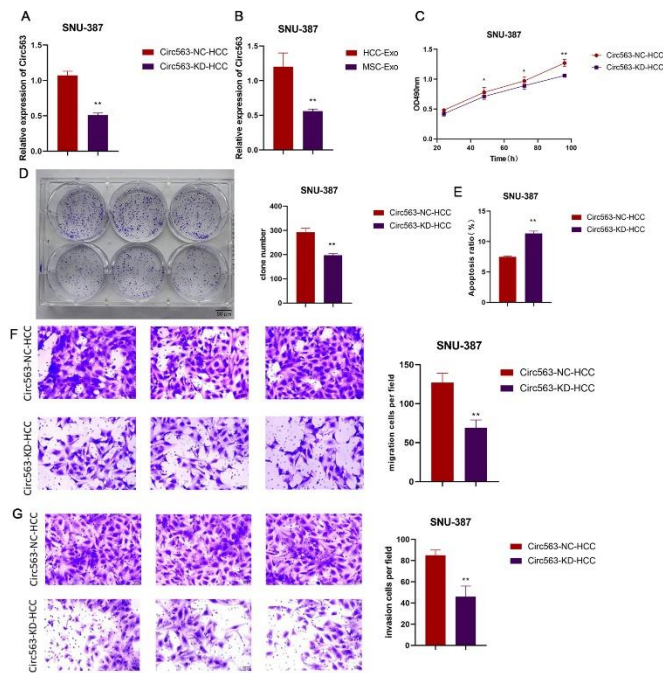 A
SNU-387
Relative expression of Circ563
1.5
1.0
0.5
0.0
**
Circ563-NC-HCC
Circ563-KD-HCC
B
SNU-387
Relative expression of Circ563
1.5
1.0
0.5
0.0
**
HCC-Exo
MSC-Exo
C
SNU-387
OD490nm
1.5
1.0
0.5
0.0
*
*
**
20
40
60
80
100
Time(h)
Circ563-NC-HCC
Circ563-KD-HCC
D
SNU-387
clone number
400
300
200
100
0
**
Circ563-NC-HCC
Circ563-KD-HCC
E
SNU-387
Apoptosis ratio(%)
15
10
5
0
**
Circ563-NC-HCC
Circ563-KD-HCC
F
Circ563-NC-HCC
Circ563-KD-HCC
SNU-387
migration cells per field
150
100
50
0
**
Circ563-NC-HCC
Circ563-KD-HCC
G
Circ563-NC-HCC
Circ563-KD-HCC
SNU-387
invasion cells per field
100
80
60
40
20
0
**
Circ563-NC-HCC
Circ563-KD-HCC